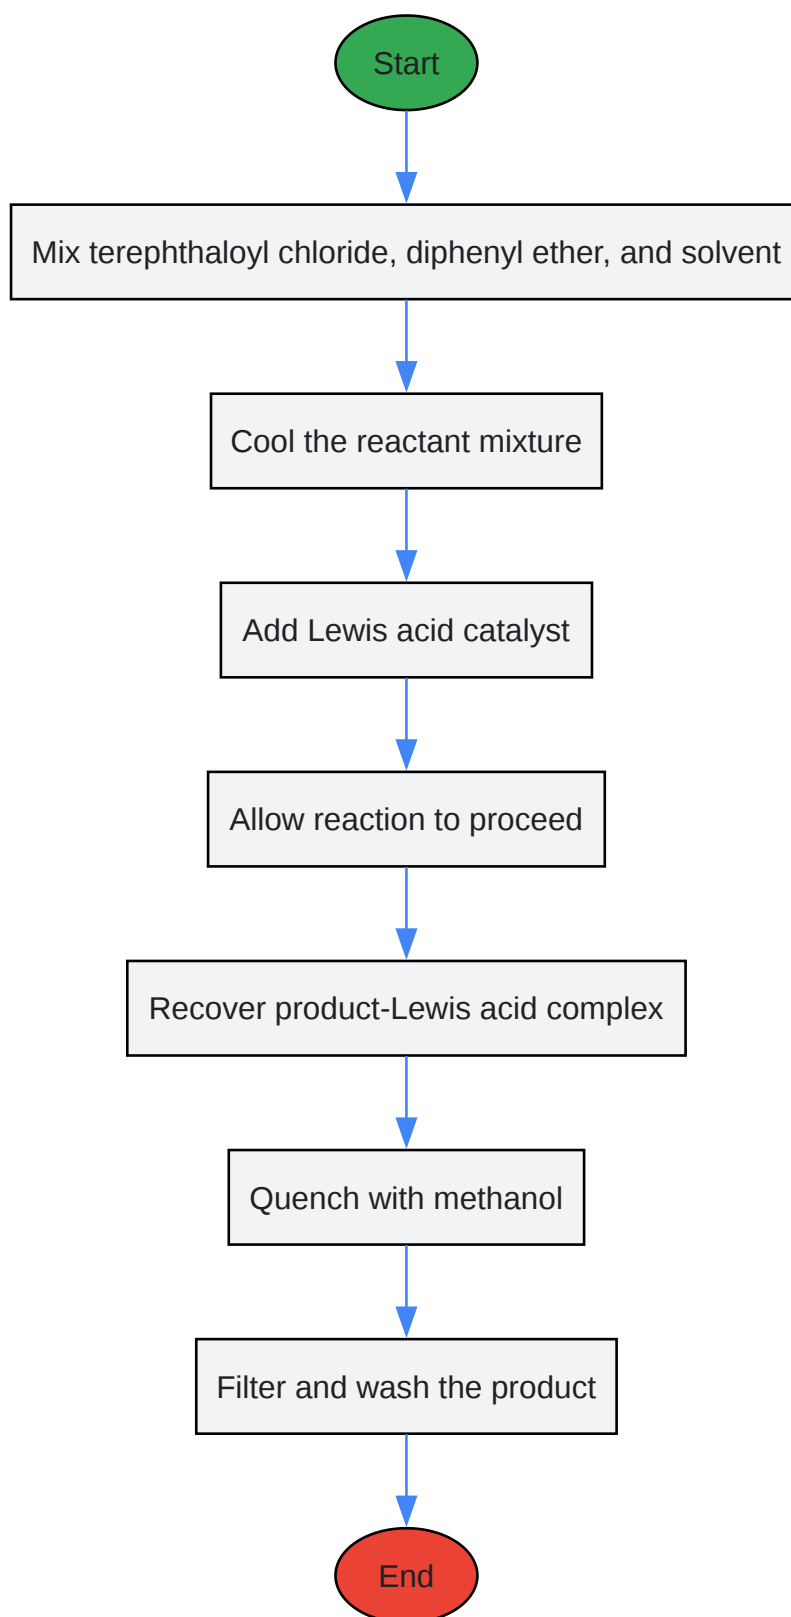 Start
Mix terephthaloyl chloride, diphenyl ether, and solvent
Cool the reactant mixture
Add Lewis acid catalyst
Allow reaction to proceed
Recover product-Lewis acid complex
Quench with methanol
Filter and wash the product
End